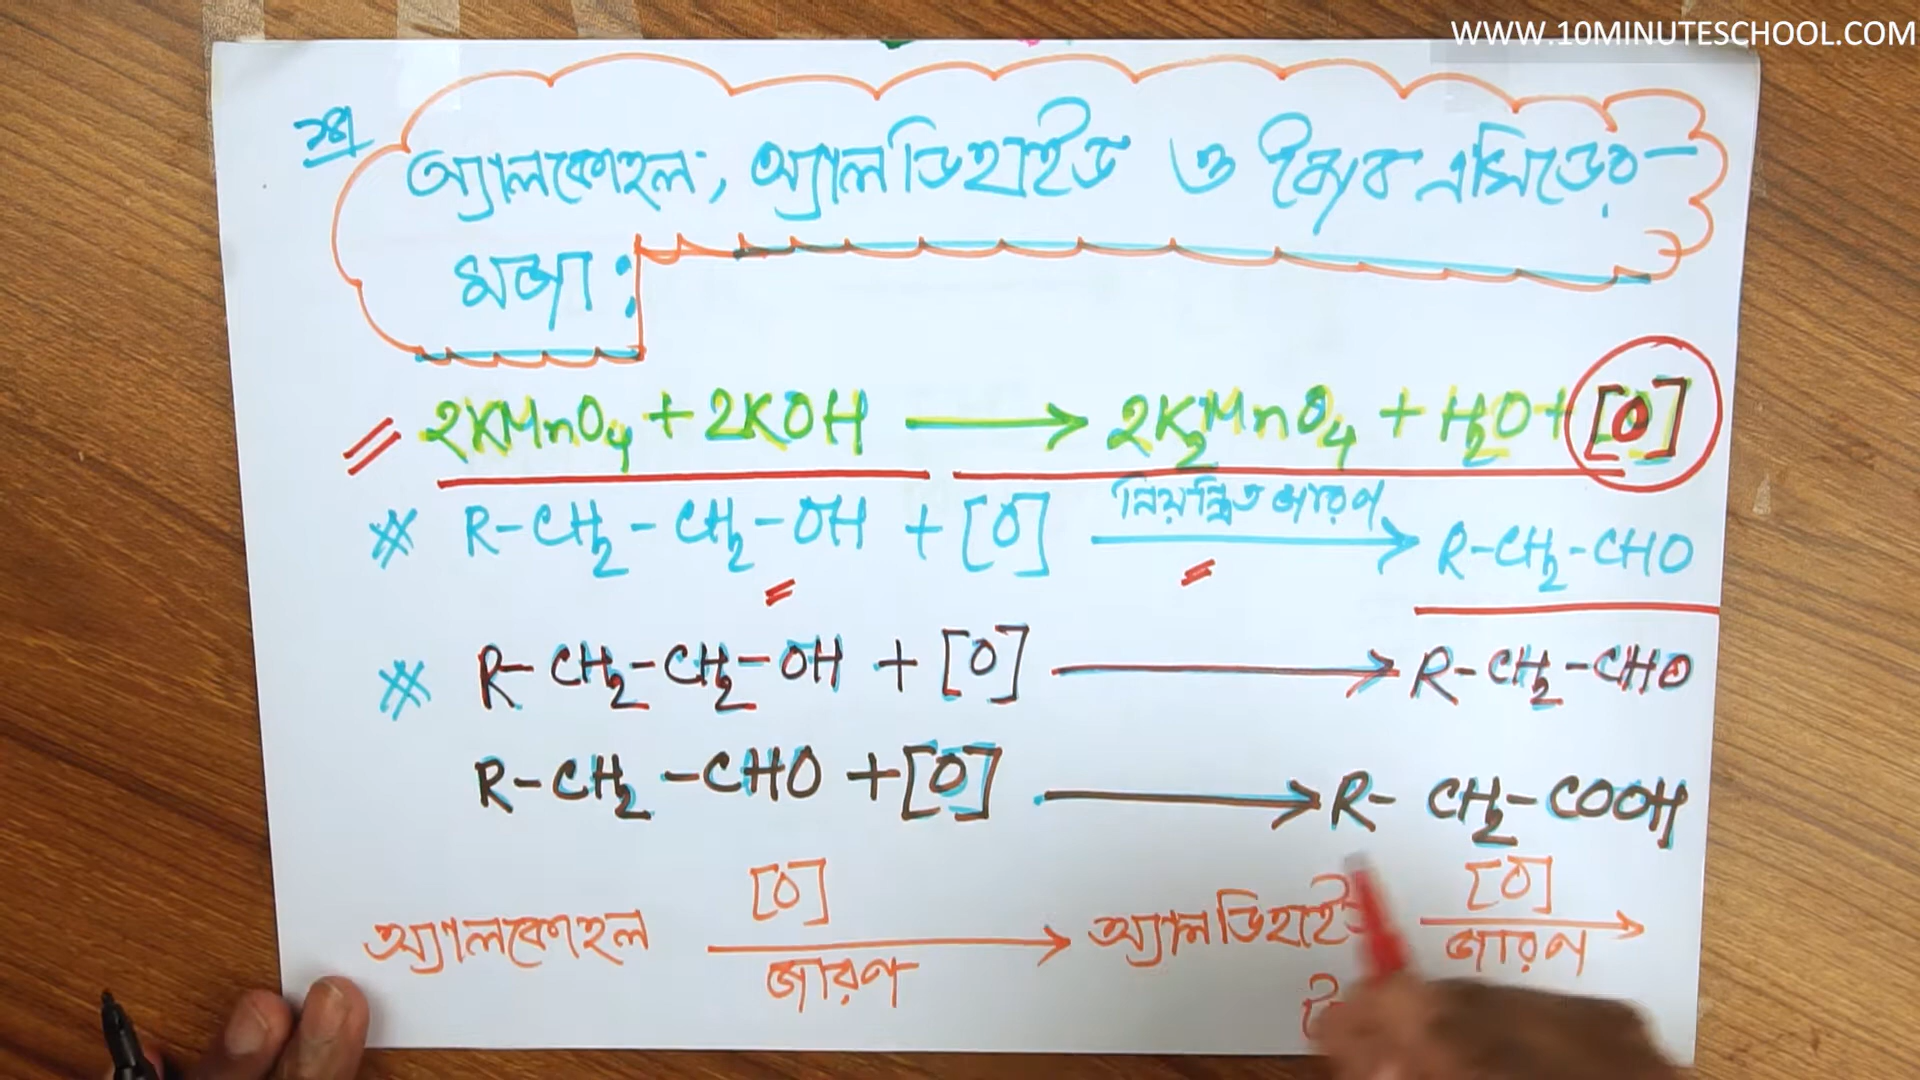 WWW.10MINUTESCHOOL.COM
অ্যালকোহল, অ্যালডিহাইড ও জৈব এসিডের
মজা:
2KMnO₄ + 2KOH ⟶ 2K₂MnO₄ + H₂O + [O]
* R-CH₂-CH₂-OH + [O] নিয়ন্ত্রিত জারণ ⟶ R-CH₂-CHO
* R-CH₂-CH₂-OH + [O] ⟶ R-CH₂-CHO
R-CH₂-CHO + [O] ⟶ R-CH₂-COOH
[O] [O]
অ্যালকোহল ⟶ অ্যালডিহাইড ⟶
জারণ জারণ